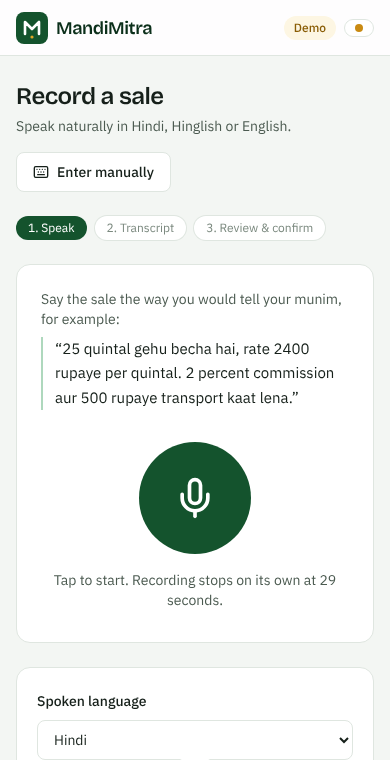 M
MandiMitra
Demo
Record a sale
Speak naturally in Hindi, Hinglish or English.
Enter manually
1. Speak
2. Transcript
3. Review & confirm
Say the sale the way you would tell your munim,
for example:
“25 quintal gehu becha hai, rate 2400
rupaye per quintal. 2 percent commission
aur 500 rupaye transport kaat lena.”
Tap to start. Recording stops on its own at 29
seconds.
Spoken language
Hindi